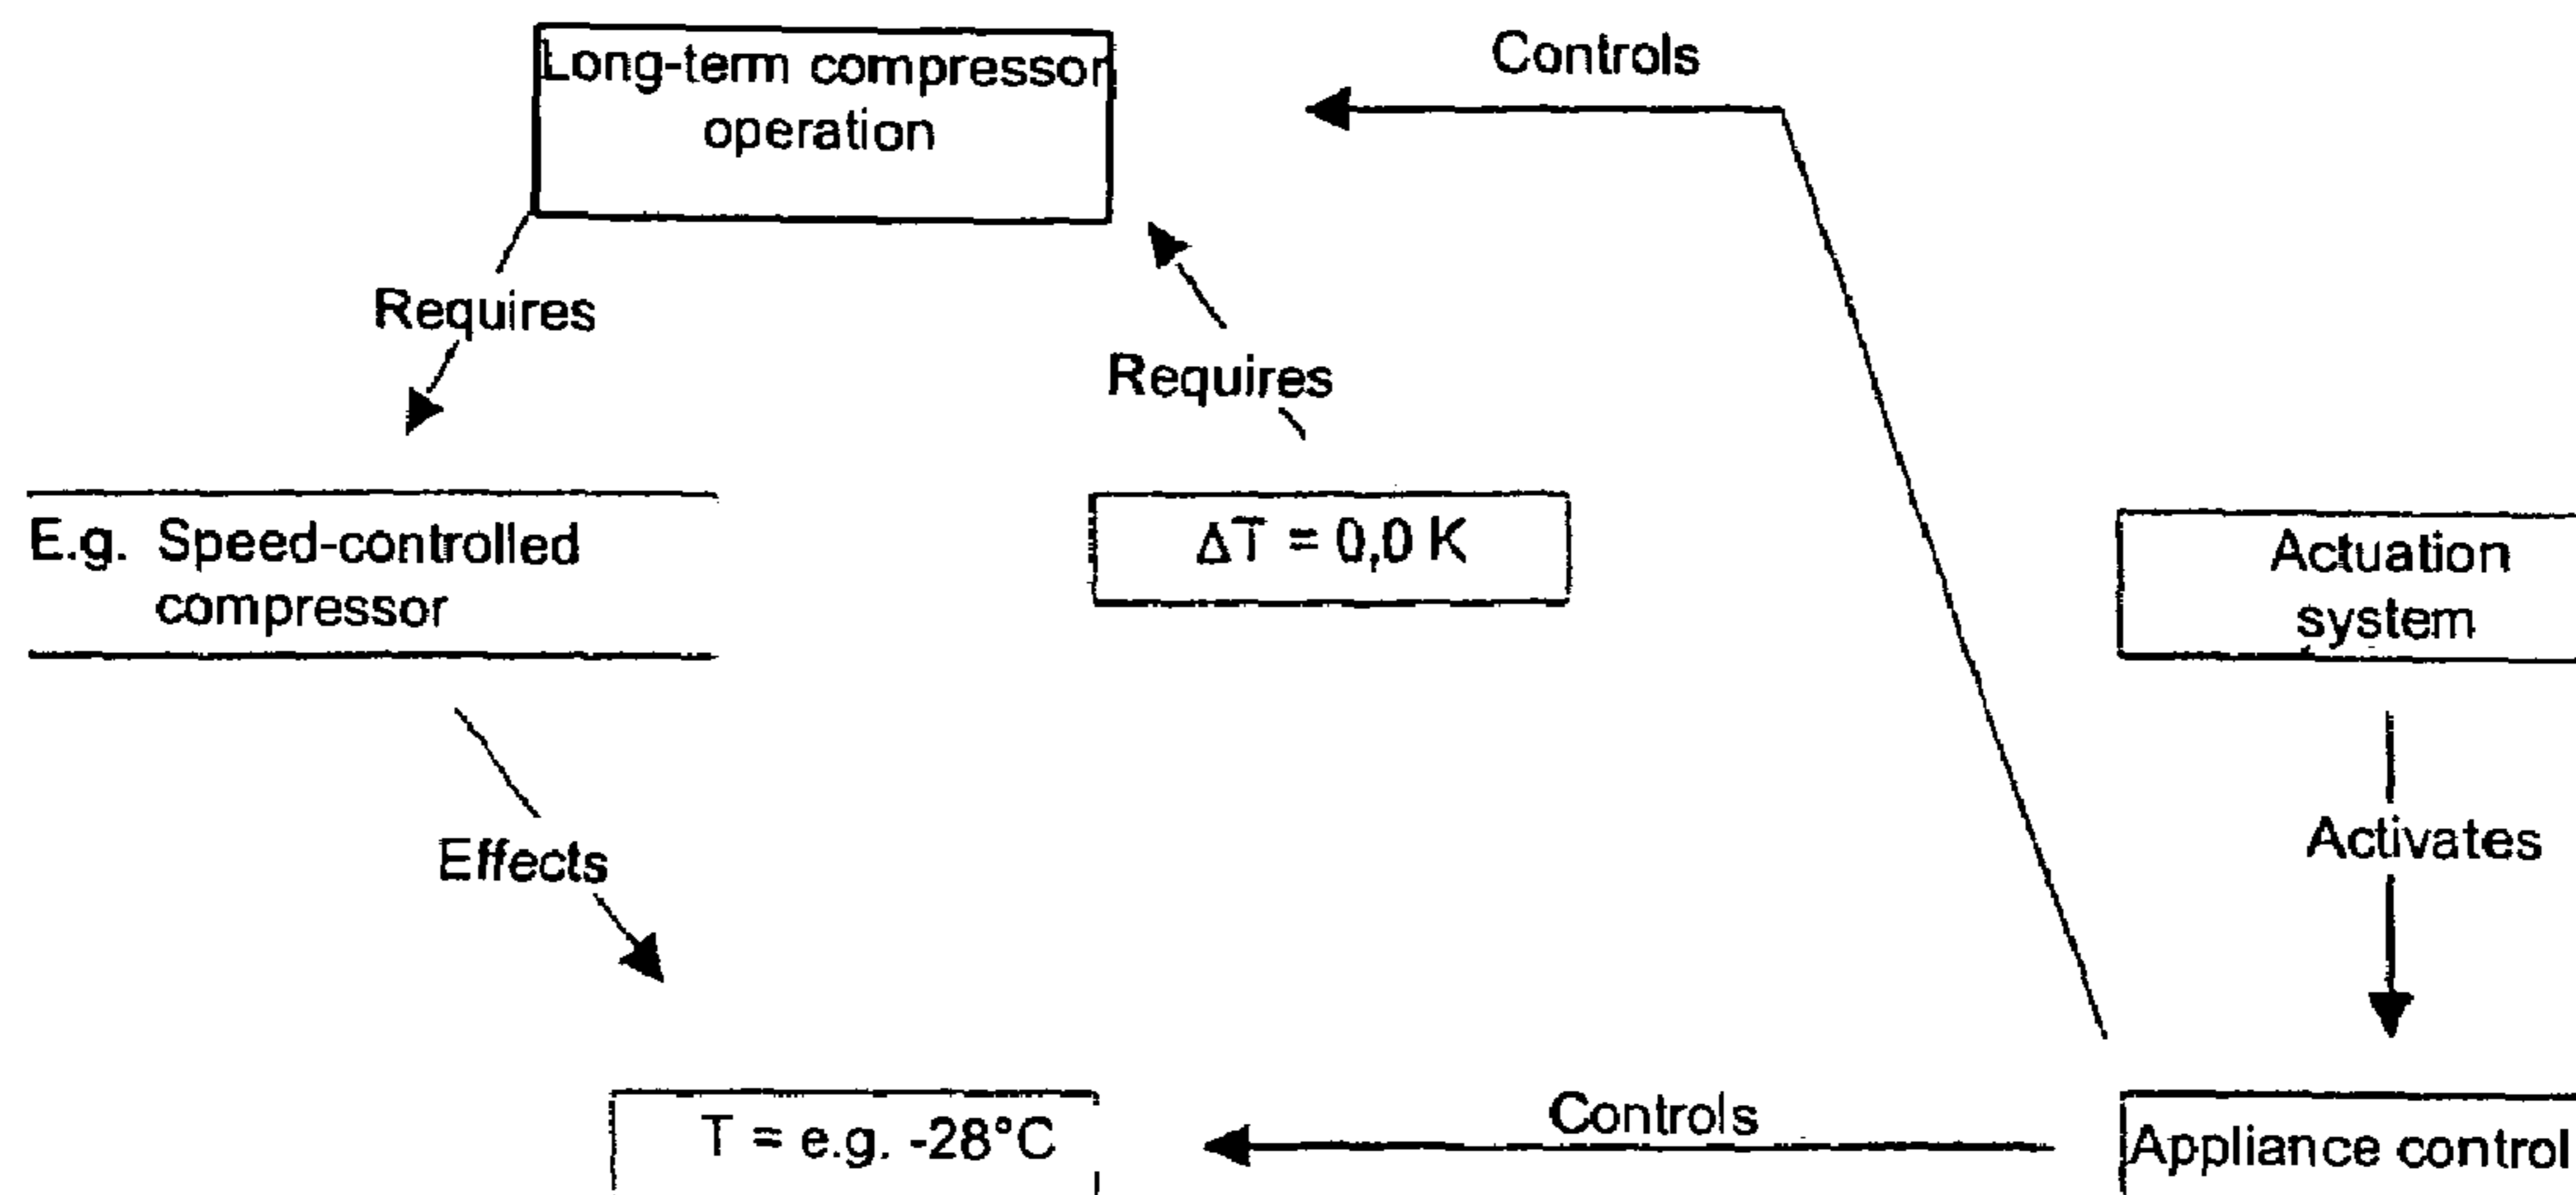 Long-term compressor
operation
Controls
Requires
Requires
E.g. Speed-controlled
compressor
ΔT = 0,0 K
Actuation
system
Effects
Activates
T = e.g. -28°C
Controls
Appliance control